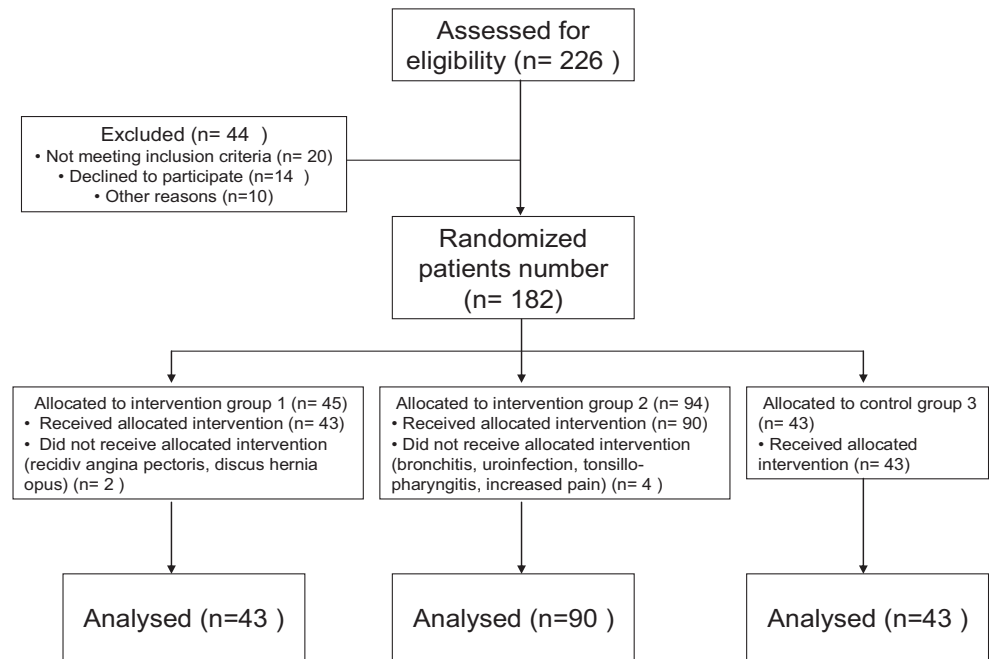 Assessed for
eligibility (n= 226 )
Excluded (n= 44 )
• Not meeting inclusion criteria (n= 20)
• Declined to participate (n=14 )
• Other reasons (n=10)
Randomized
patients number
(n= 182)
Allocated to intervention group 1 (n= 45)
• Received allocated intervention (n= 43)
• Did not receive allocated intervention
(recidiv angina pectoris, discus hernia
opus) (n= 2 )
Allocated to intervention group 2 (n= 94)
• Received allocated intervention (n= 90)
• Did not receive allocated intervention
(bronchitis, uroinfection, tonsillo-
pharyngitis, increased pain) (n= 4 )
Allocated to control group 3
(n= 43)
• Received allocated
intervention (n= 43)
Analysed (n=43 )
Analysed (n=90 )
Analysed (n=43 )